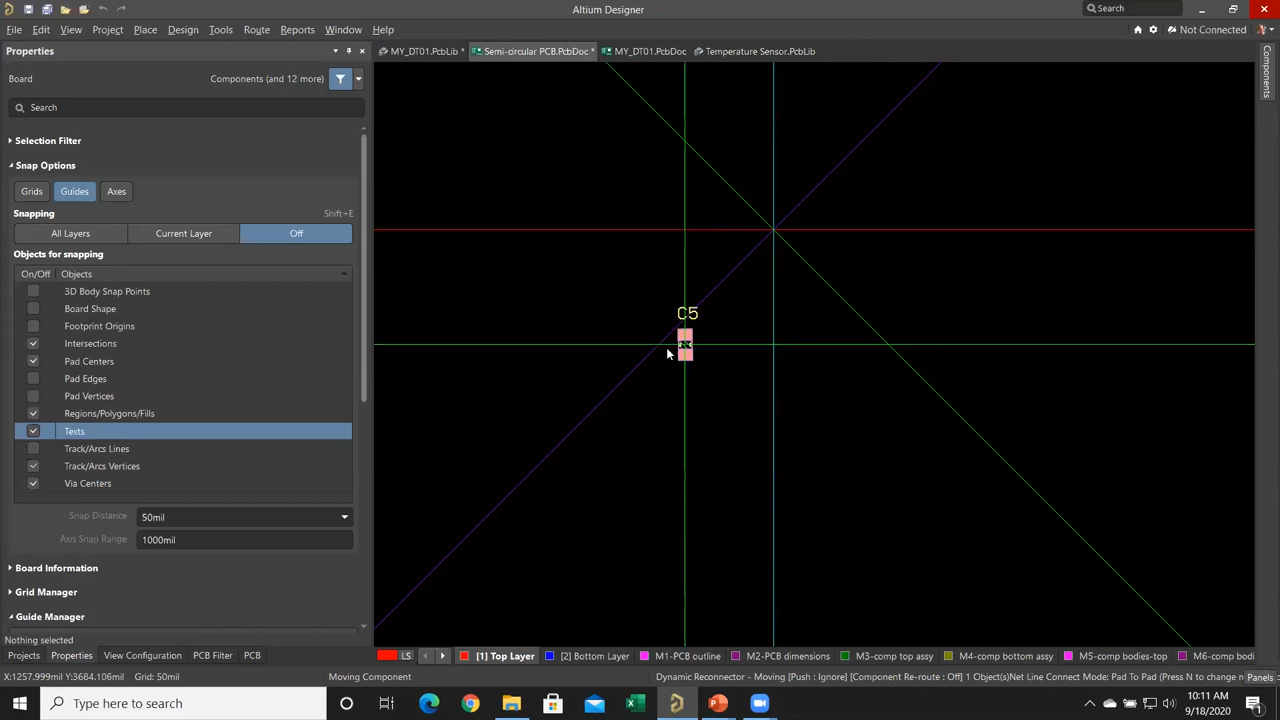 Altium Designer
Search
File Edit View Project Place Design Tools Route Reports Window Help
Not Connected
Properties
MY_DT01.PcbLib *
Semi-circular PCB.PcbDoc *
MY_DT01.PcbDoc
Temperature Sensor.PcbLib
Components
Board
Components (and 12 more)
Search
Selection Filter
Snap Options
Grids Guides Axes
Snapping
Shift+E
All Layers Current Layer Off
Objects for snapping
On/Off Objects
3D Body Snap Points
Board Shape
Footprint Origins
Intersections
Pad Centers
Pad Edges
Pad Vertices
Regions/Polygons/Fills
Texts
Track/Arcs Lines
Track/Arcs Vertices
Via Centers
Snap Distance 50mil
Axis Snap Range 1000mil
Board Information
Grid Manager
Guide Manager
C5
Nothing selected
Projects Properties View Configuration PCB Filter PCB
LS [1] Top Layer [2] Bottom Layer M1-PCB outline M2-PCB dimensions M3-comp top assy M4-comp bottom assy M5-comp bodies-top M6-comp bodi
X:1257.999mil Y:3684.106mil Grid: 50mil
Moving Component
Dynamic Reconnector - Moving [Push : Ignore] [Component Re-route : Off] 1 Object(s)Net Line Connect Mode: Pad To Pad (Press N to change m
Panels
Type here to search
10:11 AM
9/18/2020
1